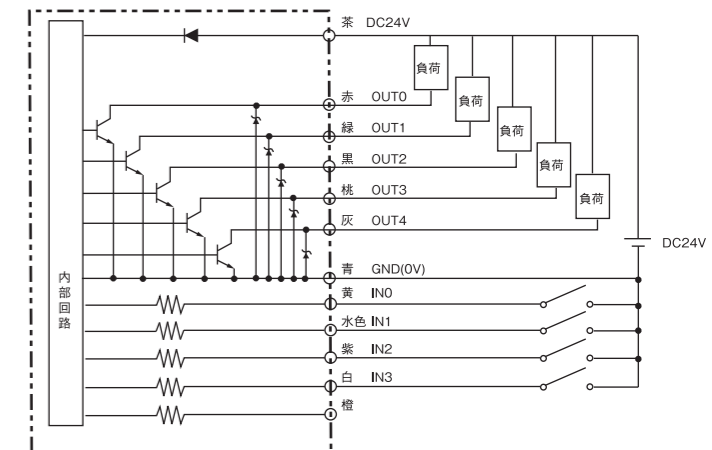 茶 DC24V
負荷
負荷
負荷
負荷
負荷
赤 OUT0
緑 OUT1
黒 OUT2
桃 OUT3
灰 OUT4
DC24V
青 GND(0V)
内部回路
黄 IN0
水色 IN1
紫 IN2
白 IN3
橙